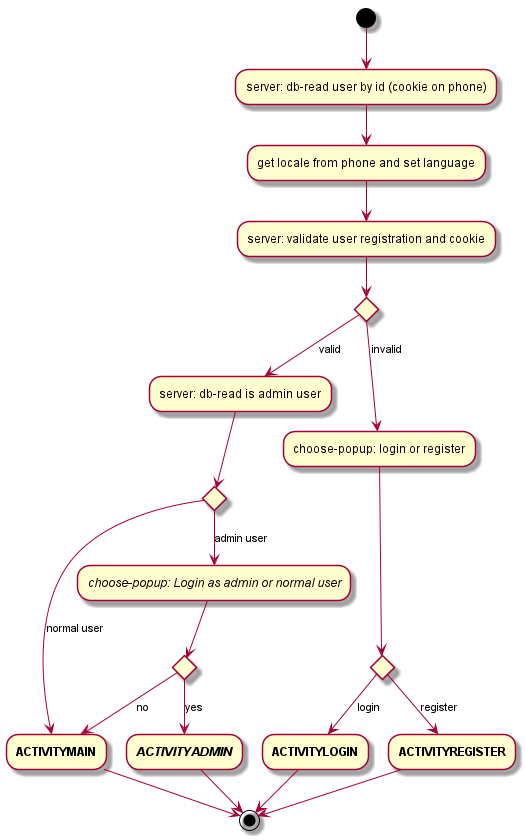 server: db-read user by id (cookie on phone)
get locale from phone and set language
server: validate user registration and cookie
valid
invalid
server: db-read is admin user
choose-popup: login or register
admin user
choose-popup: Login as admin or normal user
normal user
no
yes
login
register
ACTIVITYMAIN
ACTIVITYADMIN
ACTIVITYLOGIN
ACTIVITYREGISTER